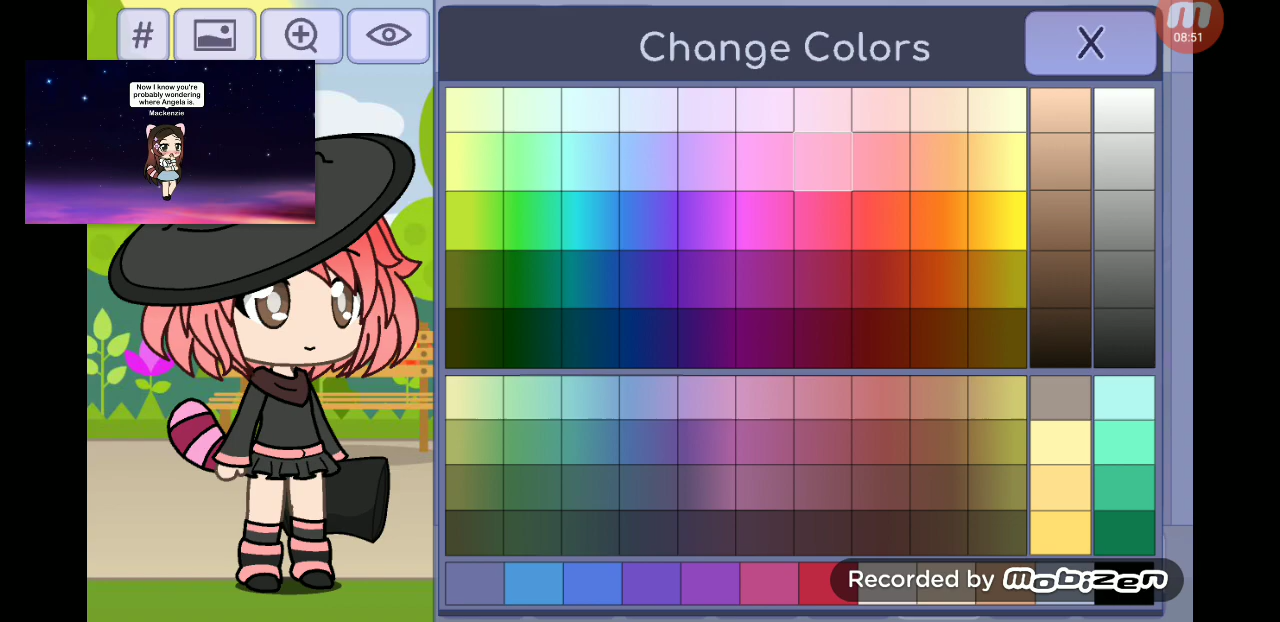 #
Change Colors
X
08:51
Now I know you're
probably wondering
where Angela is.
Mackenzie
Recorded by mobizen